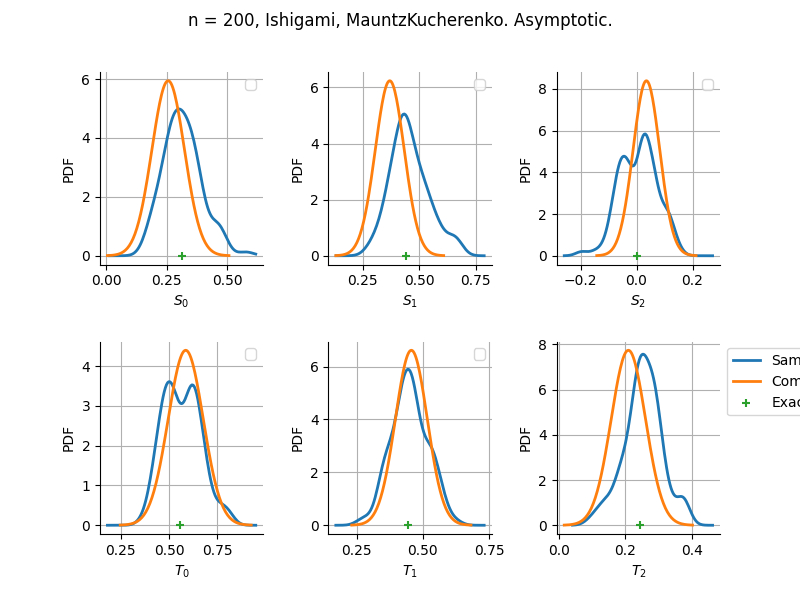 n = 200, Ishigami, MauntzKucherenko. Asymptotic.
PDF
6
4
2
0
0.00 0.25 0.50
S0
PDF
6
4
2
0
0.25 0.50 0.75
S1
PDF
8
6
4
2
0
−0.2 0.0 0.2
S2
PDF
4
3
2
1
0
0.25 0.50 0.75
T0
PDF
6
4
2
0
0.25 0.50 0.75
T1
PDF
8
6
4
2
0
0.0 0.2 0.4
T2
Sam
Com
Exac